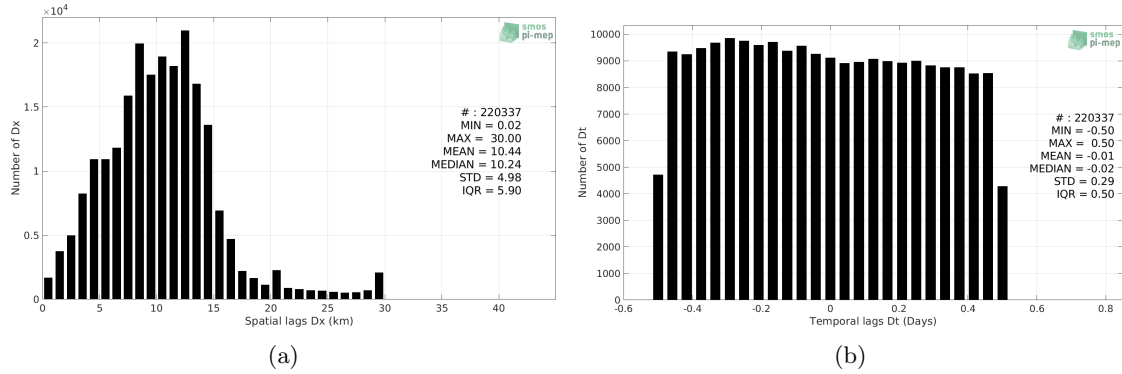 ×10⁴
2
1.5
1
0.5
0
Number of Dx
0 5 10 15 20 25 30 35 40
Spatial lags Dx (km)
smos
pi-mep
# : 220337
MIN = 0.02
MAX = 30.00
MEAN = 10.44
MEDIAN = 10.24
STD = 4.98
IQR = 5.90
(a)
10000
9000
8000
7000
6000
5000
4000
3000
2000
1000
0
Number of Dt
-0.6 -0.4 -0.2 0 0.2 0.4 0.6 0.8
Temporal lags Dt (Days)
smos
pi-mep
# : 220337
MIN = -0.50
MAX = 0.50
MEAN = -0.01
MEDIAN = -0.02
STD = 0.29
IQR = 0.50
(b)